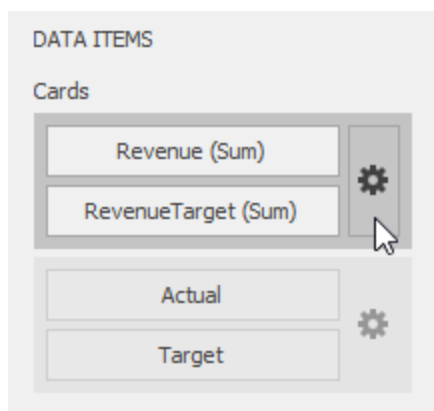 DATA ITEMS
Cards
Revenue (Sum)
RevenueTarget (Sum)
Actual
Target